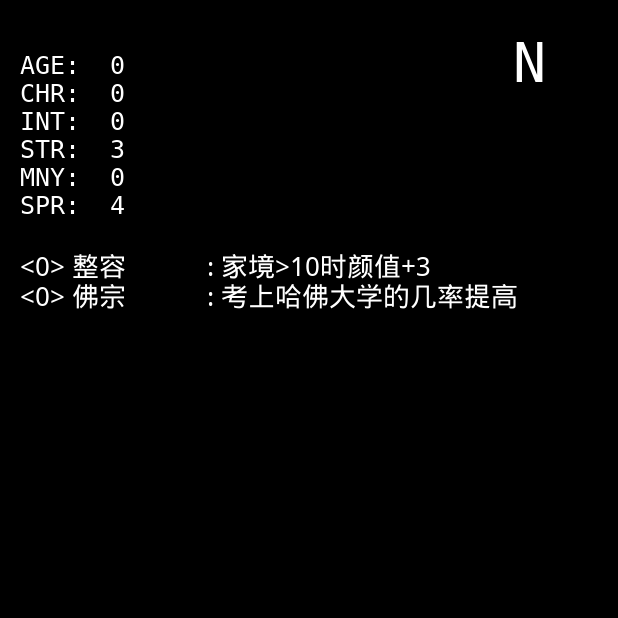 N
AGE: 0
CHR: 0
INT: 0
STR: 3
MNY: 0
SPR: 4
<0> 整容 : 家境>10时颜值+3
<0> 佛宗 : 考上哈佛大学的几率提高